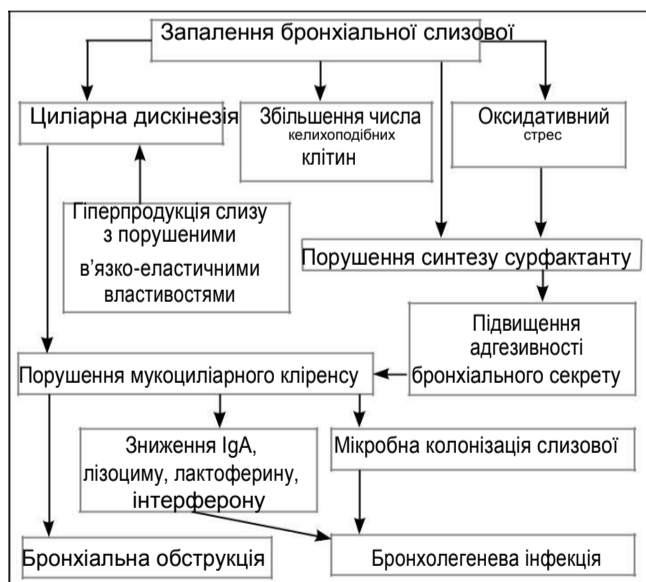 Запалення бронхіальної слизової
Циліарна дискінезія
Збільшення числа
келихоподібних
клітин
Оксидативний
стрес
Гіперпродукція слизу
з порушеними
в’язко-еластичними
властивостями
Порушення синтезу сурфактанту
Підвищення
адгезивності
бронхіального секрету
Порушення мукоциліарного кліренсу
Зниження IgA,
лізоциму, лактоферину,
інтерферону
Мікробна колонізація слизової
Бронхіальна обструкція
Бронхолегенева інфекція